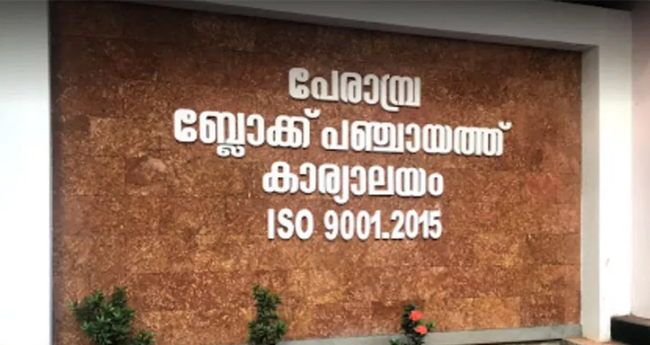 പേരാമ്പ്ര
ബ്ലോക്ക് പഞ്ചായത്ത്
കാര്യാലയം
ISO 9001.2015